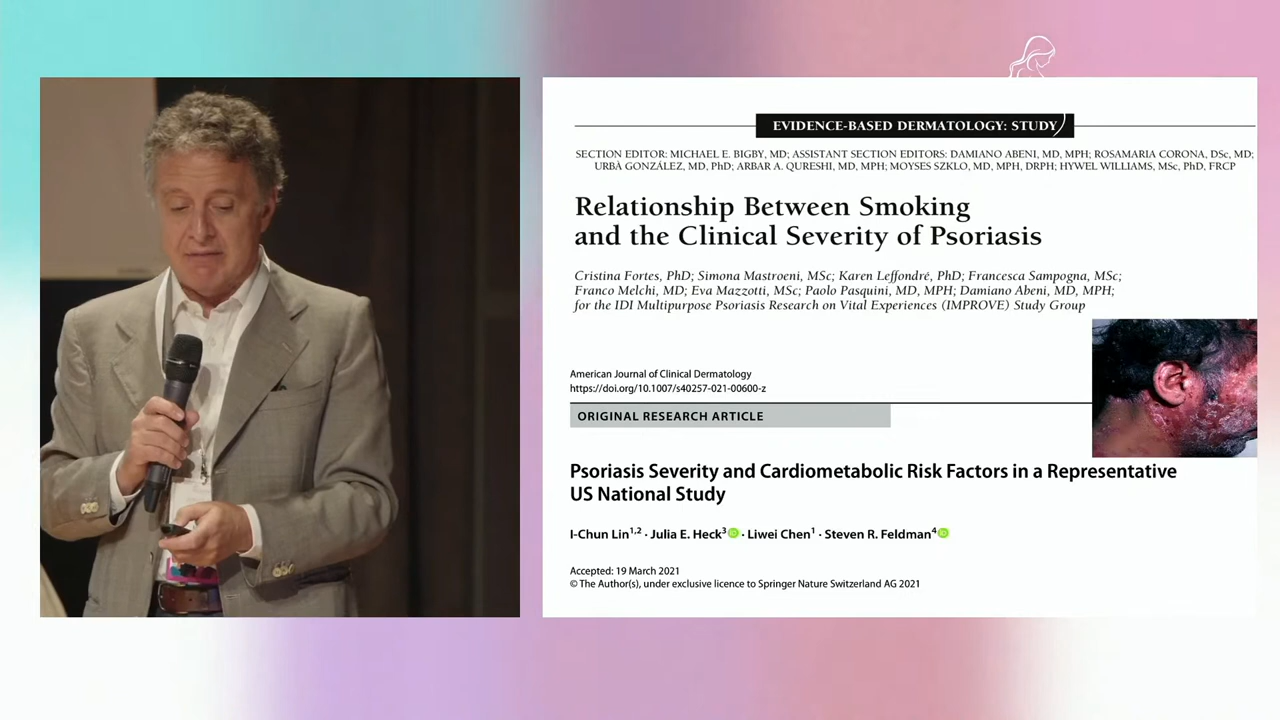 EVIDENCE-BASED DERMATOLOGY: STUDY
SECTION EDITOR: MICHAEL E. BIGBY, MD; ASSISTANT SECTION EDITORS: DAMIANO ABENI, MD, MPH; ROSAMARIA CORONA, DSc, MD;
URBÀ GONZÁLEZ, MD, PhD; ARBAR A. QURESHI, MD, MPH; MOYSES SZKLO, MD, MPH, DRPH; HYWEL WILLIAMS, MSc, PhD, FRCP
Relationship Between Smoking
and the Clinical Severity of Psoriasis
Cristina Fortes, PhD; Simona Mastroeni, MSc; Karen Leffondré, PhD; Francesca Sampogna, MSc;
Franco Melchi, MD; Eva Mazzotti, MSc; Paolo Pasquini, MD, MPH; Damiano Abeni, MD, MPH;
for the IDI Multipurpose Psoriasis Research on Vital Experiences (IMPROVE) Study Group
American Journal of Clinical Dermatology
https://doi.org/10.1007/s40257-021-00600-z
ORIGINAL RESEARCH ARTICLE
Psoriasis Severity and Cardiometabolic Risk Factors in a Representative
US National Study
I-Chun Lin1,2 · Julia E. Heck3 · Liwei Chen1 · Steven R. Feldman4
Accepted: 19 March 2021
© The Author(s), under exclusive licence to Springer Nature Switzerland AG 2021